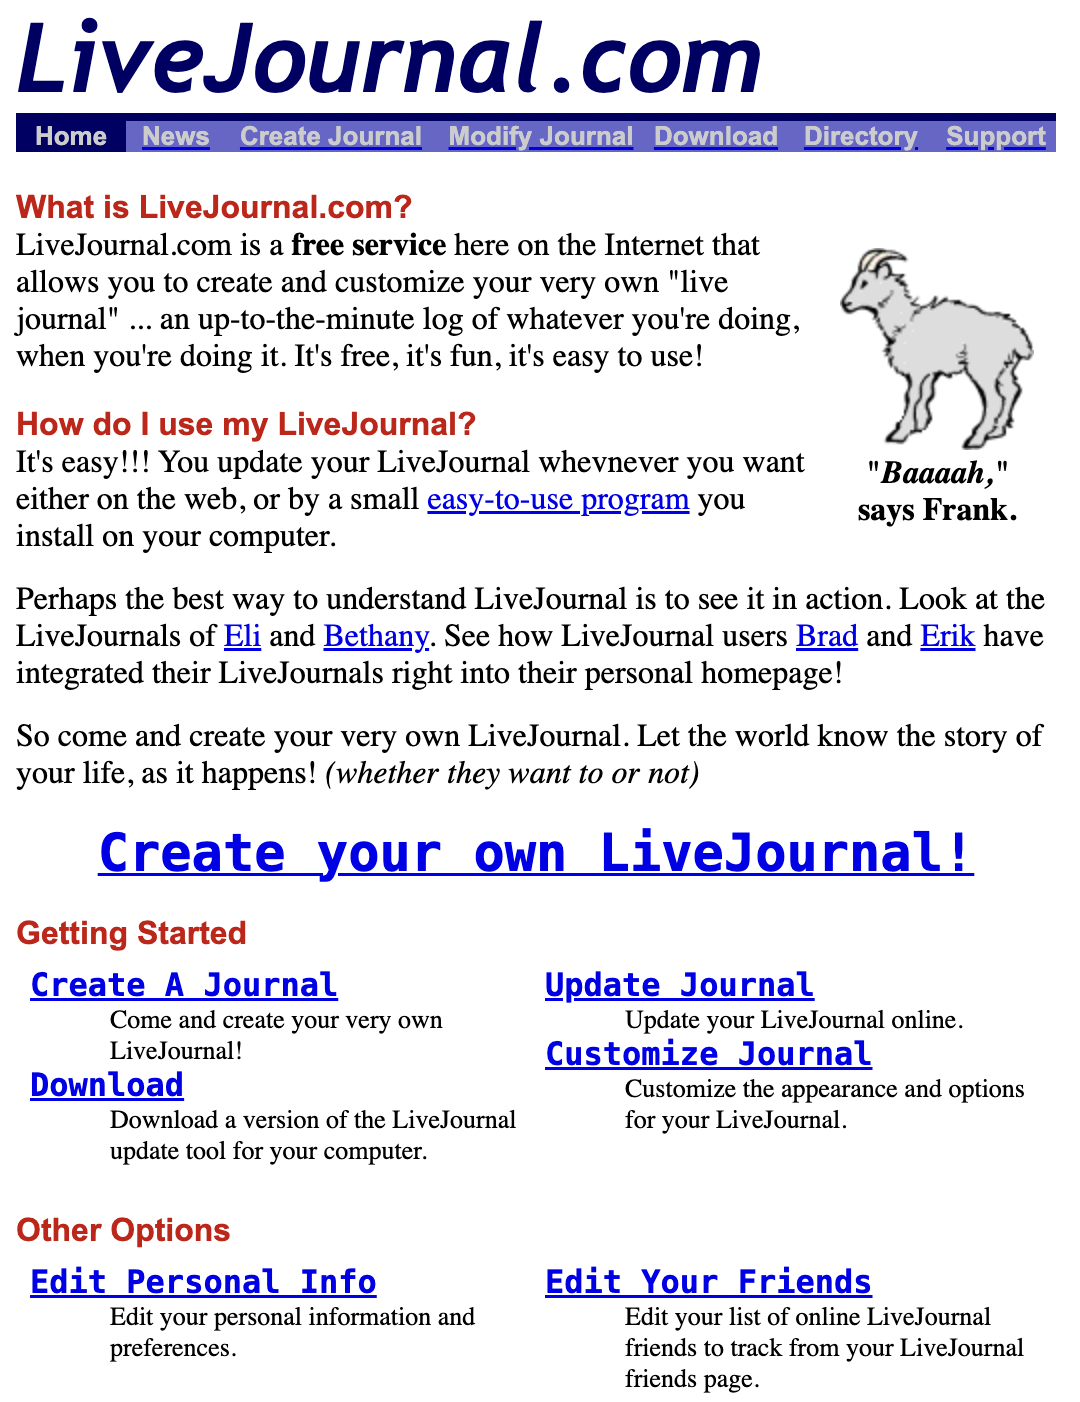 LiveJournal.com
Home News Create Journal Modify Journal Download Directory Support
What is LiveJournal.com?
LiveJournal.com is a free service here on the Internet that
allows you to create and customize your very own "live
journal" ... an up-to-the-minute log of whatever you're doing,
when you're doing it. It's free, it's fun, it's easy to use!
How do I use my LiveJournal?
It's easy!!! You update your LiveJournal whevnever you want
either on the web, or by a small easy-to-use program you
install on your computer.
"Baaaah,"
says Frank.
Perhaps the best way to understand LiveJournal is to see it in action. Look at the
LiveJournals of Eli and Bethany. See how LiveJournal users Brad and Erik have
integrated their LiveJournals right into their personal homepage!
So come and create your very own LiveJournal. Let the world know the story of
your life, as it happens! (whether they want to or not)
Create your own LiveJournal!
Getting Started
Create A Journal
Come and create your very own
LiveJournal!
Download
Download a version of the LiveJournal
update tool for your computer.
Update Journal
Update your LiveJournal online.
Customize Journal
Customize the appearance and options
for your LiveJournal.
Other Options
Edit Personal Info
Edit your personal information and
preferences.
Edit Your Friends
Edit your list of online LiveJournal
friends to track from your LiveJournal
friends page.